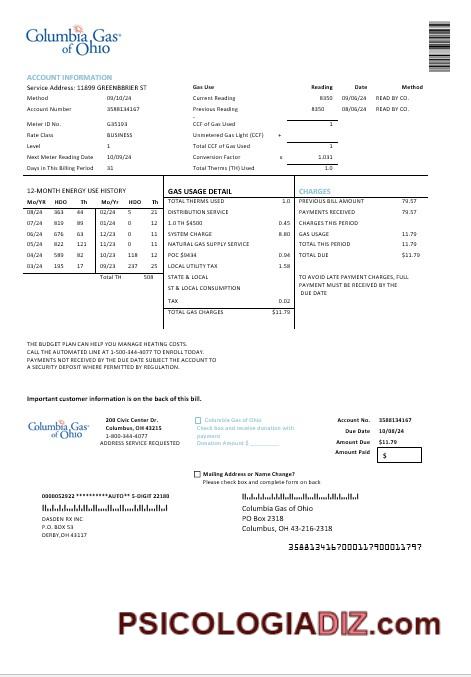 Columbia Gas®
of Ohio
ACCOUNT INFORMATION
Service Address: 11899 GREENBBRIER ST
Method 09/10/24
Account Number 3588134167
Meter ID No. G35193
Rate Class BUSINESS
Level 1
Next Meter Reading Date 10/09/24
Days in This Billing Period 31
Gas Use Reading Date Method
Current Reading 8350 09/06/24 READ BY CO.
Previous Reading 8350 08/06/24 READ BY CO.
-
CCF of Gas Used 1
Unmetered Gas Light (CCF) +
Total CCF of Gas Used 1
Conversion Factor x 1.031
Total Therms (TH) Used 1.0
12-MONTH ENERGY USE HISTORY
Mo/YR HDO Th Mo/Yr HDO Th
08/24 363 44 02/24 5 21
07/24 819 89 01/24 0 12
06/24 676 63 12/23 0 11
05/24 822 121 11/23 0 12
04/24 589 82 10/23 118 12
03/24 195 17 09/23 237 25
Total TH 508
GAS USAGE DETAIL
TOTAL THERMS USED 1.0
DISTRIBUTION SERVICE
1.0 TH $4500 0.45
SYSTEM CHARGE 8.80
NATURAL GAS SUPPLY SERVICE
POC $9434 0.94
LOCAL UTILITY TAX 1.58
STATE & LOCAL
ST & LOCAL CONSUMPTION
TAX 0.02
TOTAL GAS CHARGES $11.79
CHARGES
PREVIOUS BILL AMOUNT 79.57
PAYMENTS RECEIVED 79.57
CHARGES THIS PERIOD
GAS USAGE 11.79
TOTAL DUE $11.79
TO AVOID LATE PAYMENT CHARGES, FULL
PAYMENT MUST BE RECEIVED BY THE
DUE DATE
THE BUDGET PLAN CAN HELP YOU MANAGE HEATING COSTS.
CALL THE AUTOMATED LINE AT 1-500-344-4077 TO ENROLL TODAY.
PAYMENTS NOT RECEIVED BY THE DUE DATE SUBJECT THE ACCOUNT TO
A SECURITY DEPOSIT WHERE PERMITTED BY REGULATION.
Important customer information is on the back of this bill.
Columbia Gas®
of Ohio
200 Civic Center Dr.
Columbus, OH 43215
1-800-344-4077
ADDRESS SERVICE REQUESTED
Columbia Gas of Ohio
Check box and receive donation with
payment
Donation Amount $ __________
Account No. 3588134167
Due Date 10/08/24
Amount Due $11.79
Amount Paid $
Mailing Address or Name Change?
Please check box and complete form on back
0000052922 **********AUTO** 5-DIGIT 22180
DASDEN RX INC
P.O. BOX 53
DERBY,OH 43117
Columbia Gas of Ohio
PO Box 2318
Columbus, OH 43-216-2318
3588134167000117900011797
PSICOLOGIADIZ.com